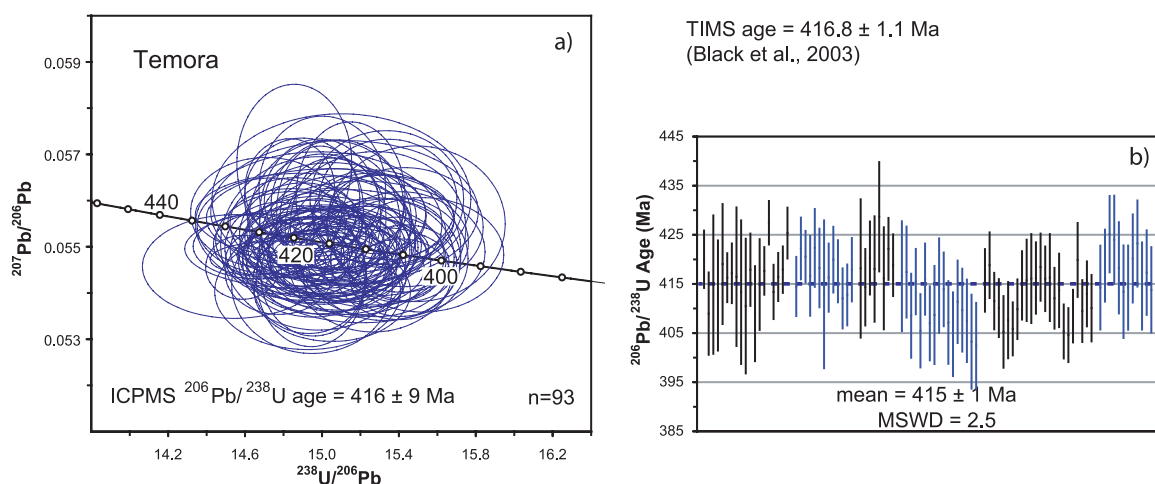 a)
Temora
0.059
0.057
0.055
0.053
²⁰⁷Pb/²⁰⁶Pb
440
420
400
ICPMS ²⁰⁶Pb/²³⁸U age = 416 ± 9 Ma
n=93
14.2 14.6 15.0 15.4 15.8 16.2
²³⁸U/²⁰⁶Pb
TIMS age = 416.8 ± 1.1 Ma
(Black et al., 2003)
b)
445
435
425
415
405
395
385
²⁰⁶Pb/²³⁸U Age (Ma)
mean = 415 ± 1 Ma
MSWD = 2.5